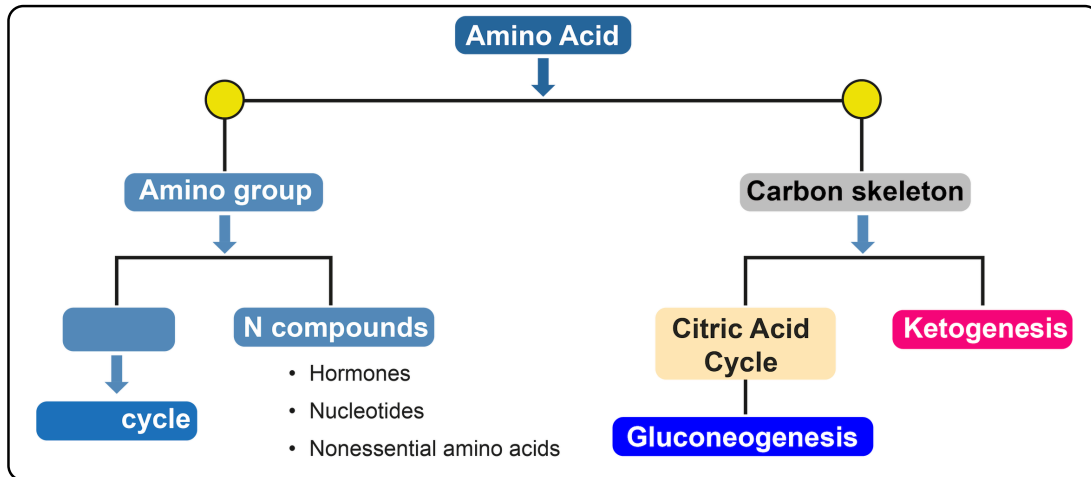 Amino Acid
Amino group
Carbon skeleton
N compounds
Citric Acid
Cycle
Ketogenesis
• Hormones
• Nucleotides
• Nonessential amino acids
cycle
Gluconeogenesis